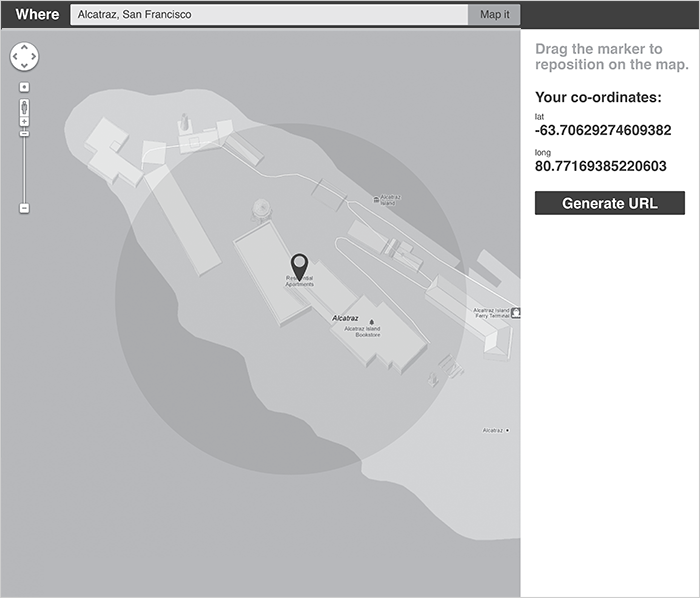 Where
Alcatraz, San Francisco
Map it
Drag the marker to
reposition on the map.
Your co-ordinates:
lat
-63.70629274609382
long
80.77169385220603
Generate URL
Alcatraz
Island
Residential
Apartments
Alcatraz Island
Ferry Terminal
Alcatraz
Alcatraz Island
Bookstore
Alcatraz